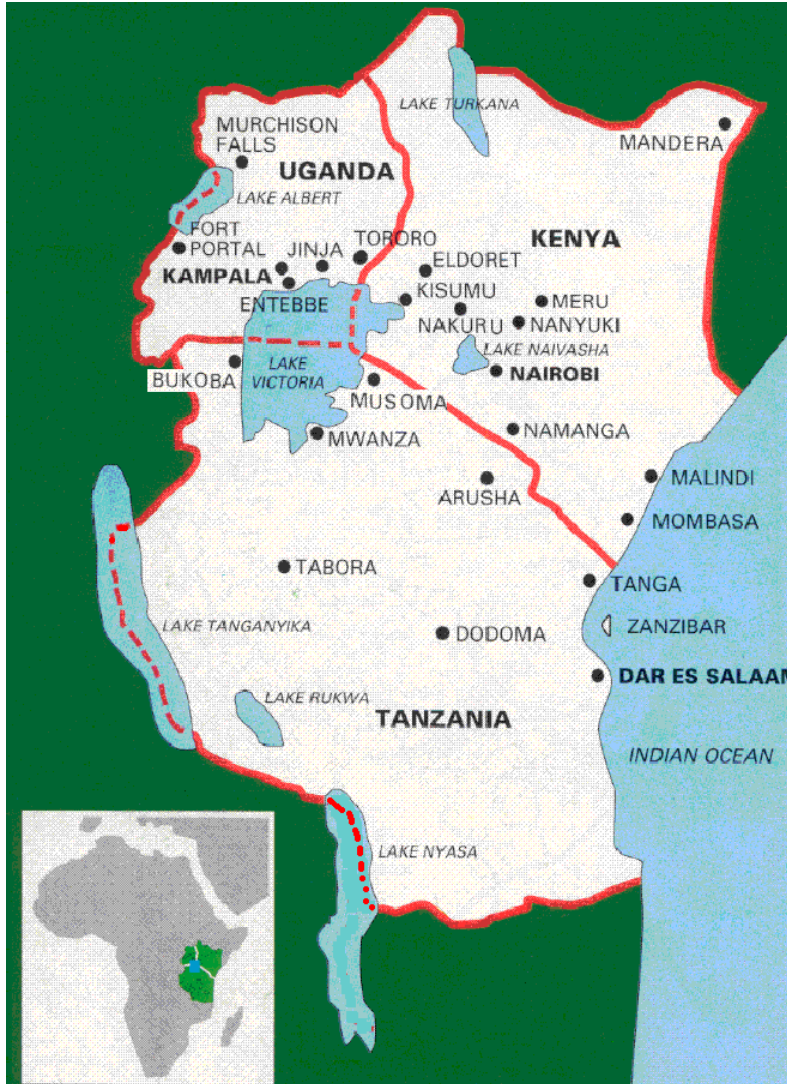 LAKE TURKANA
MURCHISON
FALLS
MANDERA
UGANDA
LAKE ALBERT
FORT
PORTAL
JINJA
TORORO
KENYA
KAMPALA
ELDORET
ENTEBBE
KISUMU
MERU
NAKURU
NANYUKI
LAKE NAIVASHA
LAKE
VICTORIA
BUKOBA
NAIROBI
MUSOMA
MWANZA
NAMANGA
ARUSHA
MALINDI
MOMBASA
TABORA
TANGA
LAKE TANGANYIKA
DODOMA
ZANZIBAR
DAR ES SALAAM
LAKE RUKWA
TANZANIA
INDIAN OCEAN
LAKE NYASA